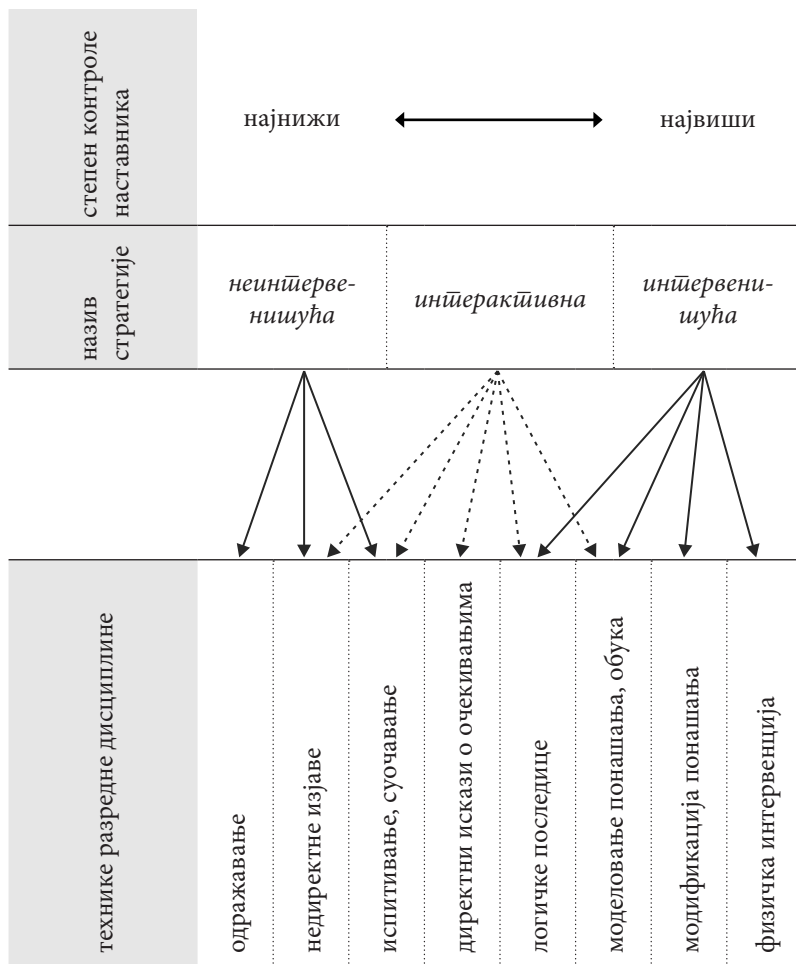 степен контроле
наставника
најнижи
највиши
назив
стратегије
неинтерве-
нишућа
интерактивна
интервени-
шућа
технике разредне дисциплине
одражавање
недиректне изјаве
испитивање, суочавање
директни искази о очекивањима
логичке последице
моделовање понашања, обука
модификација понашања
физичка интервенција